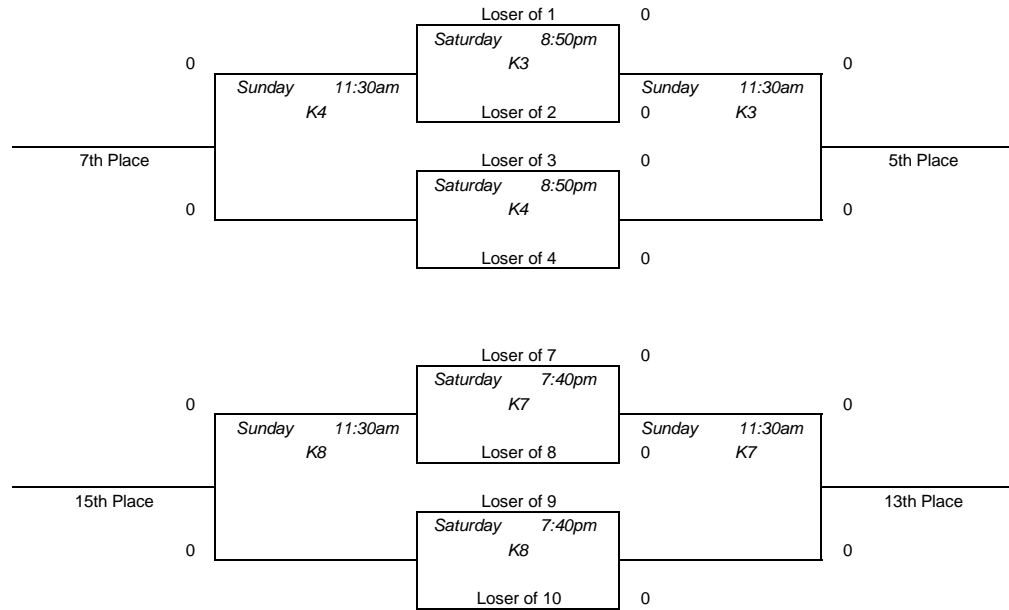 Loser of 1 0
Saturday 8:50pm
0 K3 0
Sunday 11:30am Sunday 11:30am
K4 Loser of 2 0 K3
7th Place Loser of 3 0 5th Place
Saturday 8:50pm
0 K4 0
Loser of 4 0
Loser of 7 0
Saturday 7:40pm
0 K7 0
Sunday 11:30am Sunday 11:30am
K8 Loser of 8 0 K7
15th Place Loser of 9 13th Place
Saturday 7:40pm
0 K8 0
Loser of 10 0